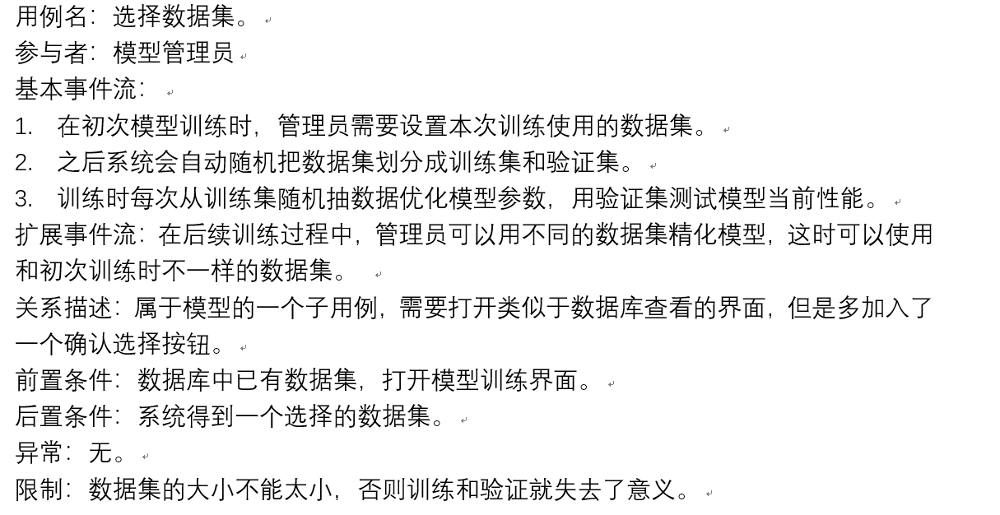 用例名：选择数据集。
参与者：模型管理员
基本事件流：
1. 在初次模型训练时，管理员需要设置本次训练使用的数据集。
2. 之后系统会自动随机把数据集划分成训练集和验证集。
3. 训练时每次从训练集随机抽数据优化模型参数，用验证集测试模型当前性能。
扩展事件流：在后续训练过程中，管理员可以用不同的数据集精化模型，这时可以使用
和初次训练时不一样的数据集。
关系描述：属于模型的一个子用例，需要打开类似于数据库查看的界面，但是多加入了
一个确认选择按钮。
前置条件：数据库中已有数据集，打开模型训练界面。
后置条件：系统得到一个选择的数据集。
异常：无。
限制：数据集的大小不能太小，否则训练和验证就失去了意义。